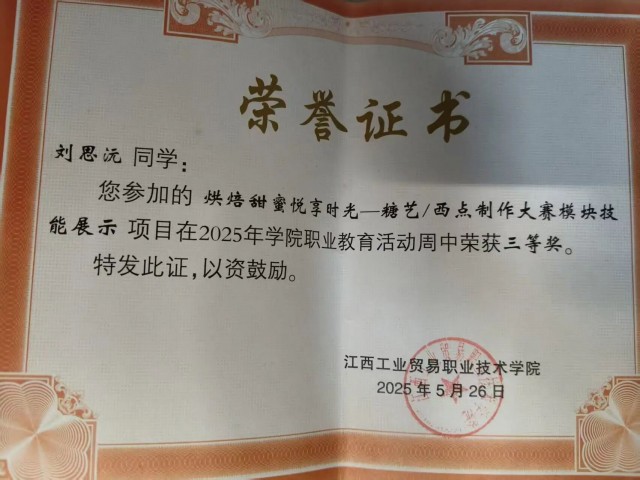 荣誉证书
刘思沅 同学：
您参加的 烘焙甜蜜悦享时光—糖艺/西点制作大赛模块技
能展示 项目在2025年学院职业教育活动周中荣获三等奖。
特发此证，以资鼓励。
江西工业贸易职业技术学院
2025年5月26日